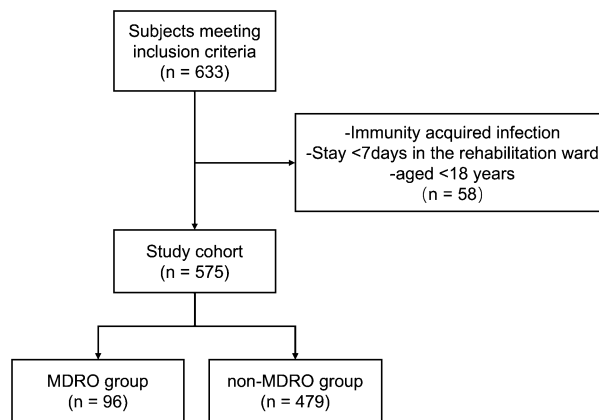 Subjects meeting
inclusion criteria
(n = 633)
-Immunity acquired infection
-Stay <7days in the rehabilitation ward
-aged <18 years
(n = 58)
Study cohort
(n = 575)
MDRO group
(n = 96)
non-MDRO group
(n = 479)